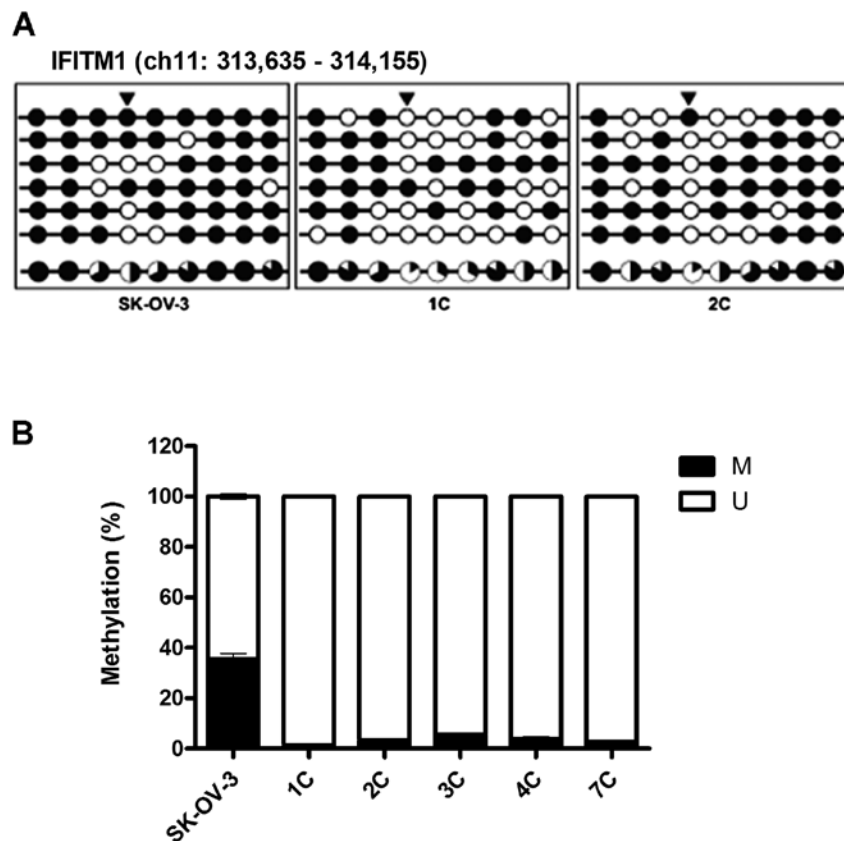 A
IFITM1 (ch11: 313,635 - 314,155)
SK-OV-3
1C
2C
B
Methylation (%)
120
100
80
60
40
20
0
SK-OV-3
1C
2C
3C
4C
7C
M
U